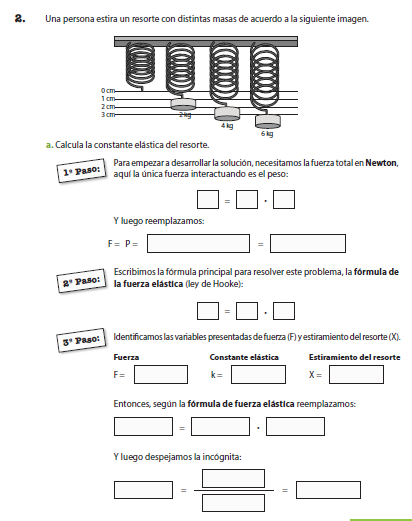 2. Una persona estira un resorte con distintas masas de acuerdo a la siguiente imagen.
0 cm
1 cm
2 cm
3 cm
2 kg
4 kg
6 kg
a. Calcula la constante elástica del resorte.
1º Paso:
Para empezar a desarrollar la solución, necesitamos la fuerza total en Newton,
aquí la única fuerza interactuando es el peso:
= ·
Y luego reemplazamos:
F = P = =
2º Paso:
Escribimos la fórmula principal para resolver este problema, la fórmula de
la fuerza elástica (ley de Hooke):
= ·
3º Paso:
Identificamos las variables presentadas de fuerza (F) y estiramiento del resorte (X).
Fuerza Constante elástica Estiramiento del resorte
F = k = X =
Entonces, según la fórmula de fuerza elástica reemplazamos:
= ·
Y luego despejamos la incógnita:
= =